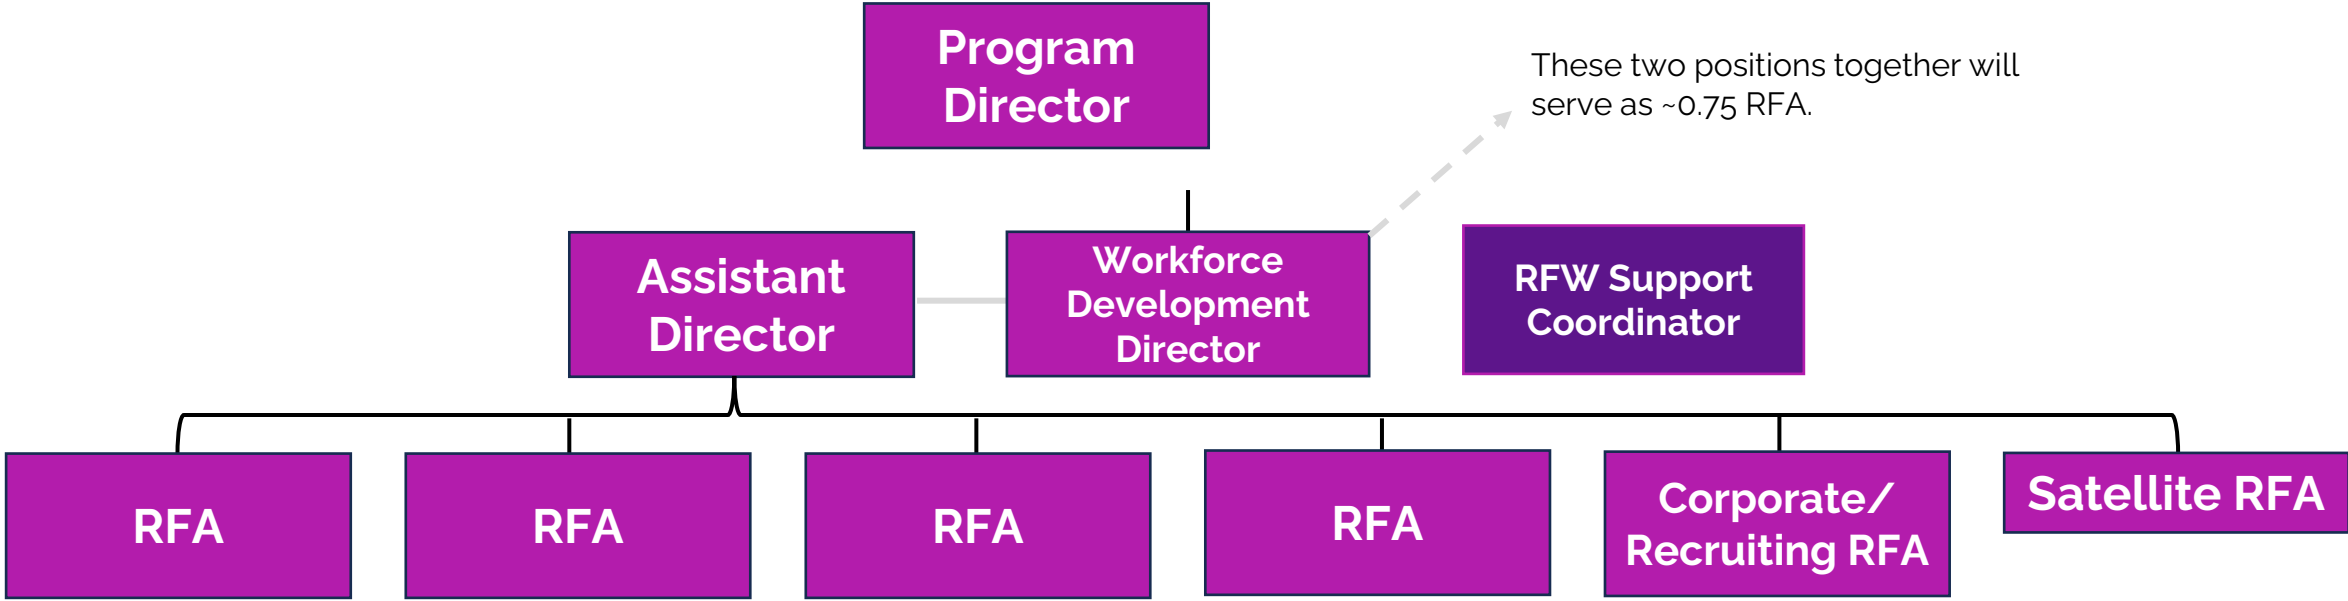 Program
Director
These two positions together will
serve as ~0.75 RFA.
Assistant
Director
Workforce
Development
Director
RFW Support
Coordinator
RFA
RFA
RFA
RFA
Corporate/
Recruiting RFA
Satellite RFA